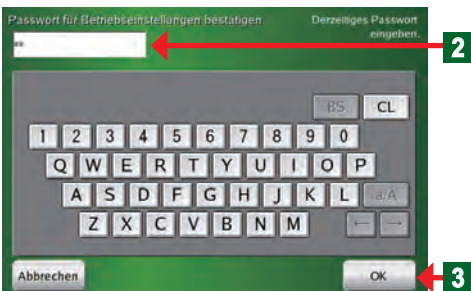 Passwort für Betriebseinstellungen bestätigen
Derzeitiges Passwort
eingeben.
**
2
BS CL
1 2 3 4 5 6 7 8 9 0
Q W E R T Y U I O P
A S D F G H J K L a/A
Z X C V B N M ← →
Abbrechen OK
3